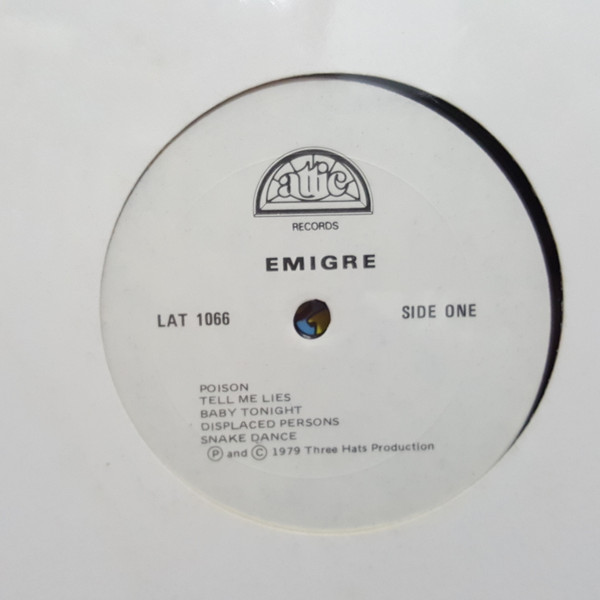 attic
RECORDS
EMIGRE
LAT 1066
SIDE ONE
POISON
TELL ME LIES
BABY TONIGHT
DISPLACED PERSONS
SNAKE DANCE
Ⓟ and Ⓒ 1979 Three Hats Production